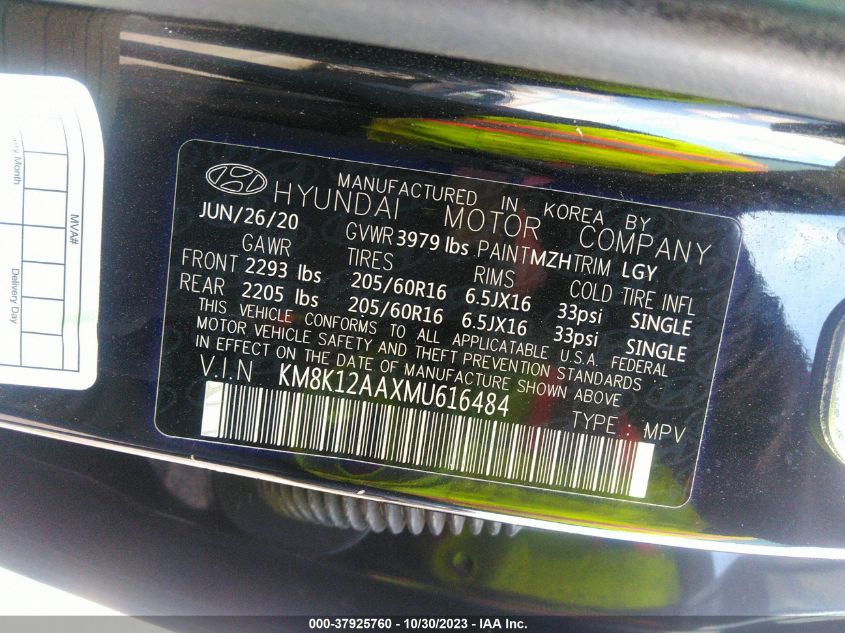 MANUFACTURED IN KOREA BY
HYUNDAI MOTOR COMPANY
JUN/26/20 GVWR 3979 lbs PAINT MZH TRIM LGY
GAWR TIRES RIMS COLD TIRE INFL
FRONT 2293 lbs 205/60R16 6.5JX16 33psi SINGLE
REAR 2205 lbs 205/60R16 6.5JX16 33psi SINGLE
THIS VEHICLE CONFORMS TO ALL APPLICATABLE U.S.A. FEDERAL
MOTOR VEHICLE SAFETY AND THEFT PREVENTION STANDARDS
IN EFFECT ON THE DATE OF MANUFACTURE SHOWN ABOVE
V.I.N KM8K12AAXMU616484
TYPE : MPV
Month
MVA#
Delivery Day
000-37925760 - 10/30/2023 - IAA Inc.